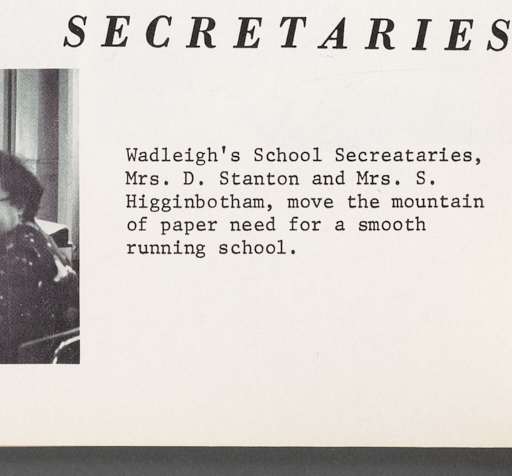 SECRETARIES
Wadleigh's School Secreataries,
Mrs. D. Stanton and Mrs. S.
Higginbotham, move the mountain
of paper need for a smooth
running school.